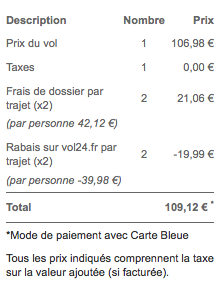 Description Nombre Prix
Prix du vol 1 106,98 €
Taxes 1 0,00 €
Frais de dossier par
trajet (x2) 2 21,06 €
(par personne 42,12 €)
Rabais sur vol24.fr par
trajet (x2) 2 -19,99 €
(par personne -39,98 €)
Total 109,12 € *
*Mode de paiement avec Carte Bleue
Tous les prix indiqués comprennent la taxe
sur la valeur ajoutée (si facturée).